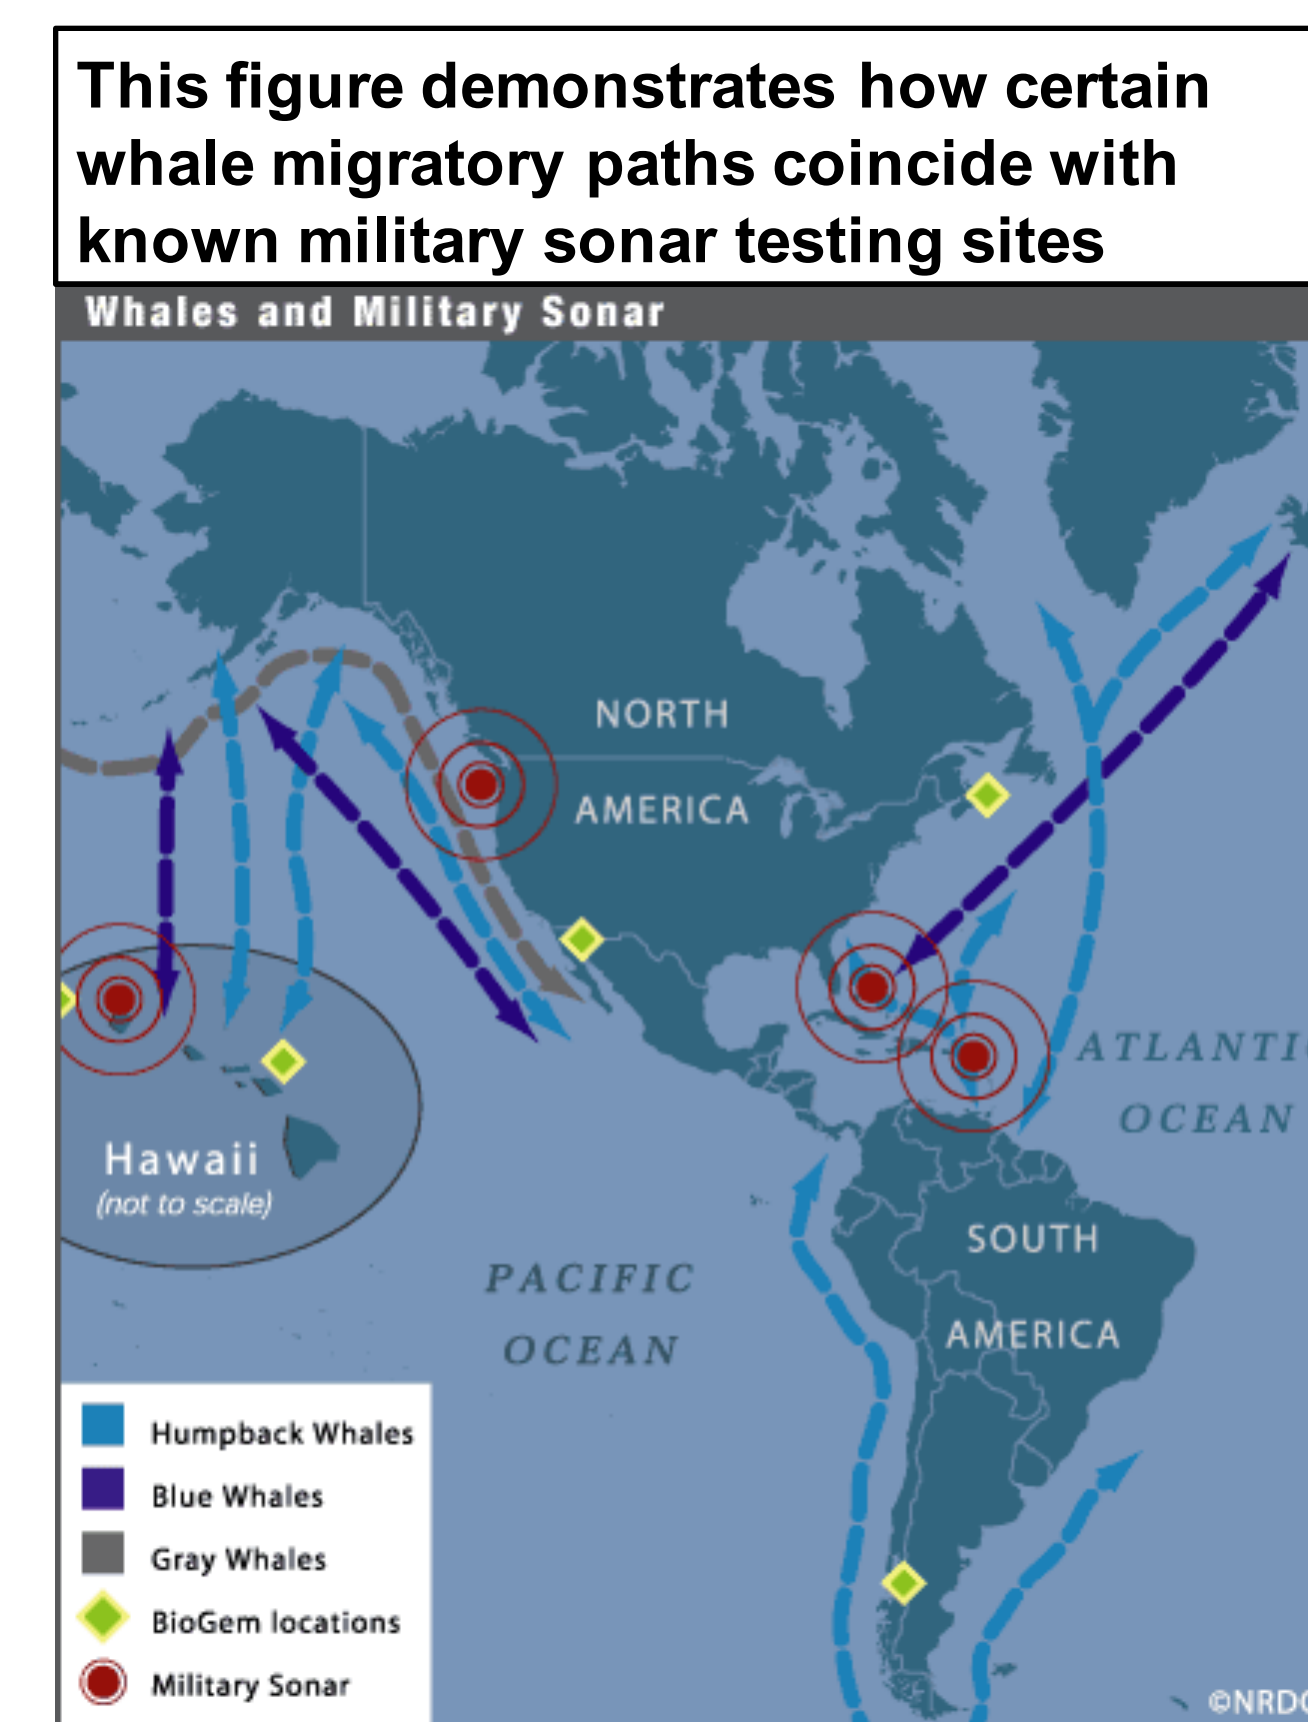 This figure demonstrates how certain
whale migratory paths coincide with
known military sonar testing sites
Whales and Military Sonar
NORTH
AMERICA
ATLANTI
OCEAN
Hawaii
(not to scale)
SOUTH
AMERICA
PACIFIC
OCEAN
Humpback Whales
Blue Whales
Gray Whales
BioGem locations
Military Sonar
©NRDC